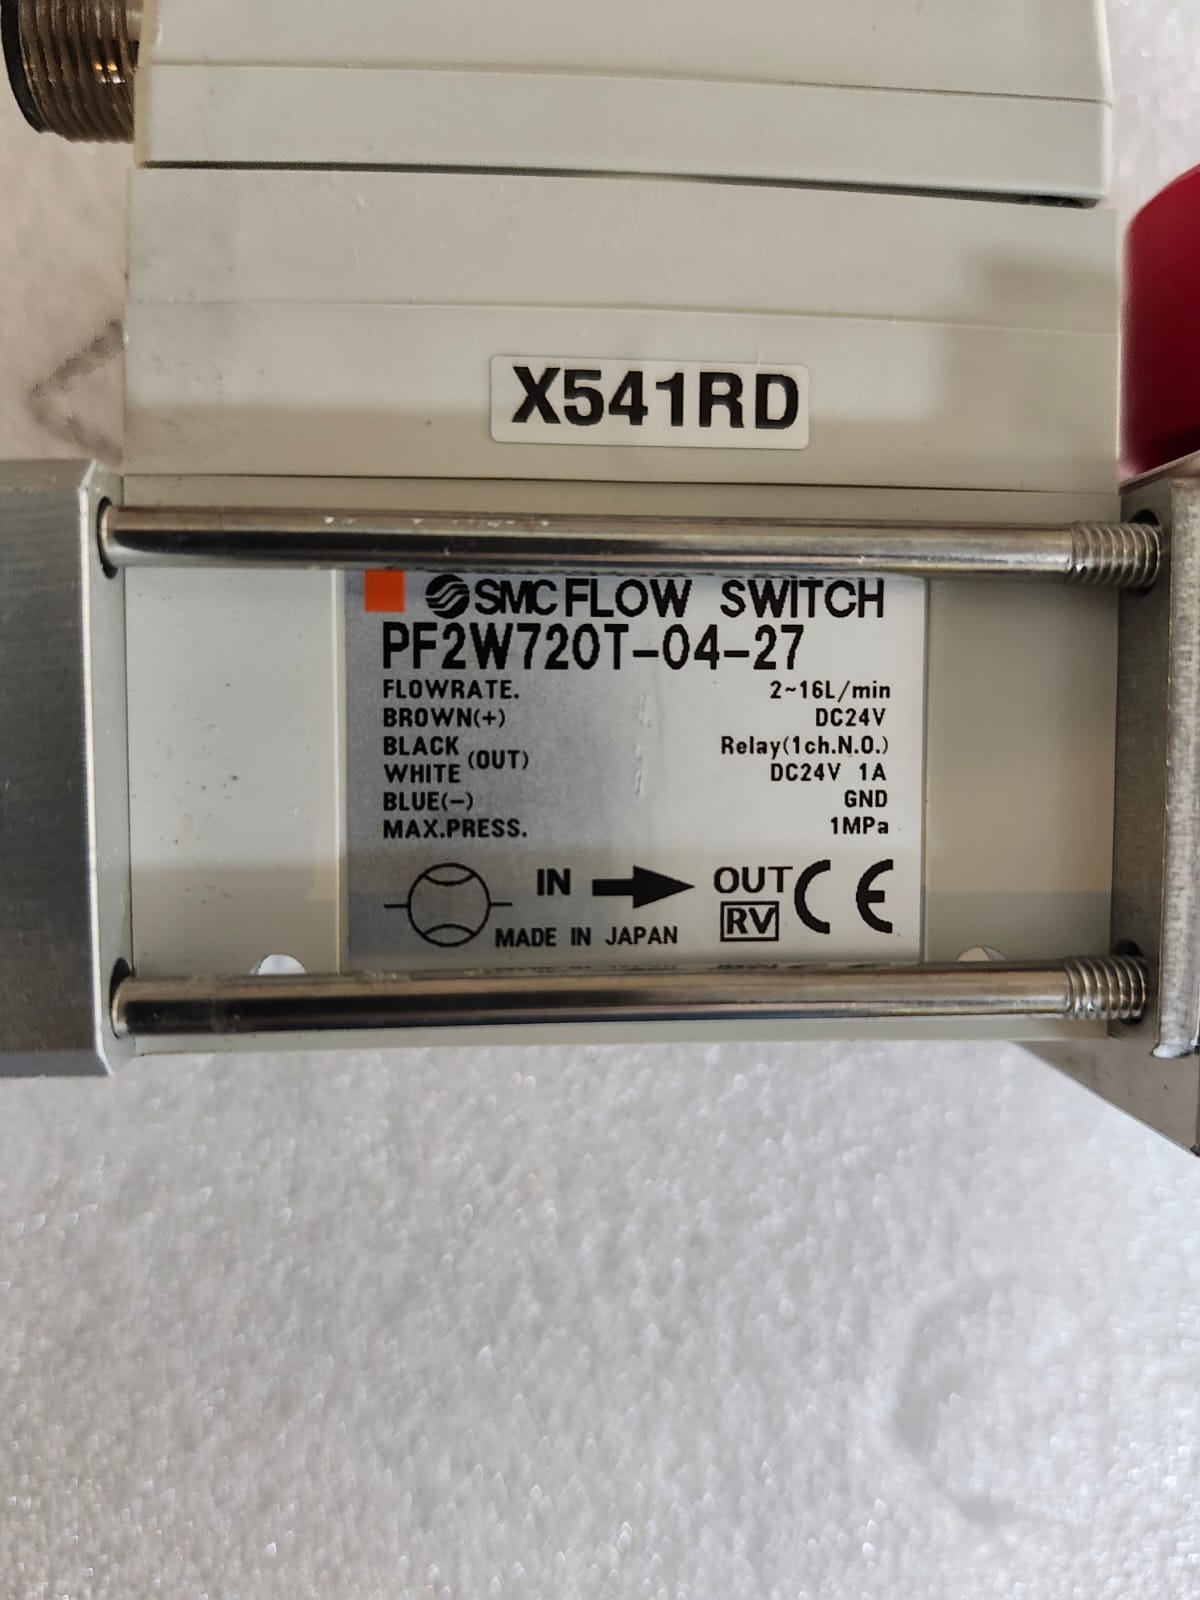 X541RD
SMC FLOW SWITCH
PF2W720T-04-27
FLOWRATE. 2~16L/min
BROWN(+) DC24V
BLACK (OUT) Relay(1ch.N.O.)
WHITE DC24V 1A
BLUE(-) GND
MAX.PRESS. 1MPa
IN OUT CE
MADE IN JAPAN RV